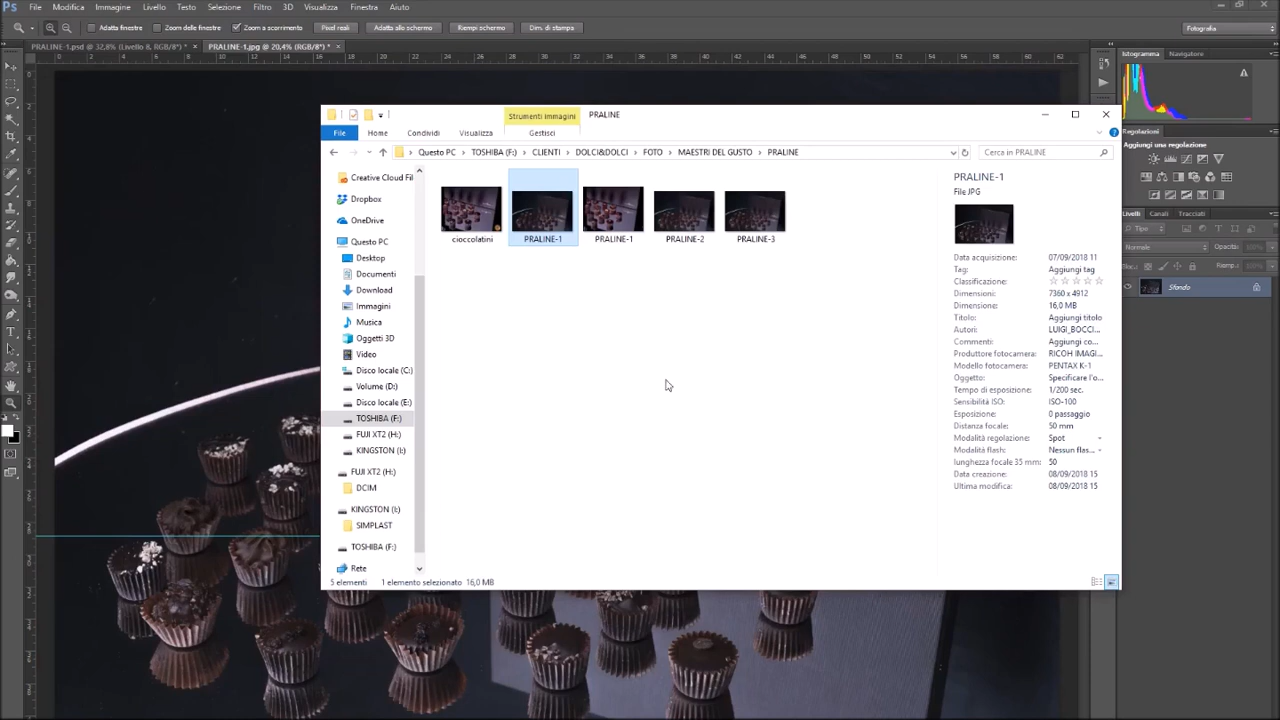 Ps File Modifica Immagine Livello Testo Selezione Filtro 3D Visualizza Finestra Aiuto
Adatta finestre Zoom delle finestre Zoom a scorrimento Pixel reali Adatta allo schermo Riempi schermo Dim. di stampa Fotografia
PRALINE-1.psd @ 32,8% (Livello 8, RGB/8*) * × PRALINE-1.jpg @ 20,4% (RGB/8*) * ×
Istogramma Navigatore
Strumenti immagini PRALINE
File Home Condividi Visualizza Gestisci
Questo PC TOSHIBA (F:) CLIENTI DOLCI&DOLCI FOTO MAESTRI DEL GUSTO PRALINE Cerca in PRALINE
Creative Cloud Fil
Dropbox
OneDrive
Questo PC
Desktop
Documenti
Download
Immagini
Musica
Oggetti 3D
Video
Disco locale (C:)
Volume (D:)
Disco locale (E:)
TOSHIBA (F:)
FUJI XT2 (H:)
KINGSTON (I:)
FUJI XT2 (H:)
DCIM
KINGSTON (I:)
SIMPLAST
TOSHIBA (F:)
Rete
cioccolatini PRALINE-1 PRALINE-1 PRALINE-2 PRALINE-3
PRALINE-1
File JPG
Data acquisizione: 07/09/2018 11
Tag: Aggiungi tag
Classificazione:
Dimensioni: 7360 x 4912
Dimensione: 16,0 MB
Titolo: Aggiungi titolo
Autori: LUIGI_BOCCI...
Commenti: Aggiungi co...
Produttore fotocamera: RICOH IMAGI...
Modello fotocamera: PENTAX K-1
Oggetto: Specificare l'o...
Tempo di esposizione: 1/200 sec.
Sensibilità ISO: ISO-100
Esposizione: 0 passaggio
Distanza focale: 50 mm
Modalità regolazione: Spot
Modalità flash: Nessun flas...
lunghezza focale 35 mm: 50
Data creazione: 08/09/2018 15
Ultima modifica: 08/09/2018 15
5 elementi 1 elemento selezionato 16,0 MB
Regolazioni
Aggiungi una regolazione
Livelli Canali Tracciati
Tipo
Normale Opacità:
Riemp.:
Sfondo